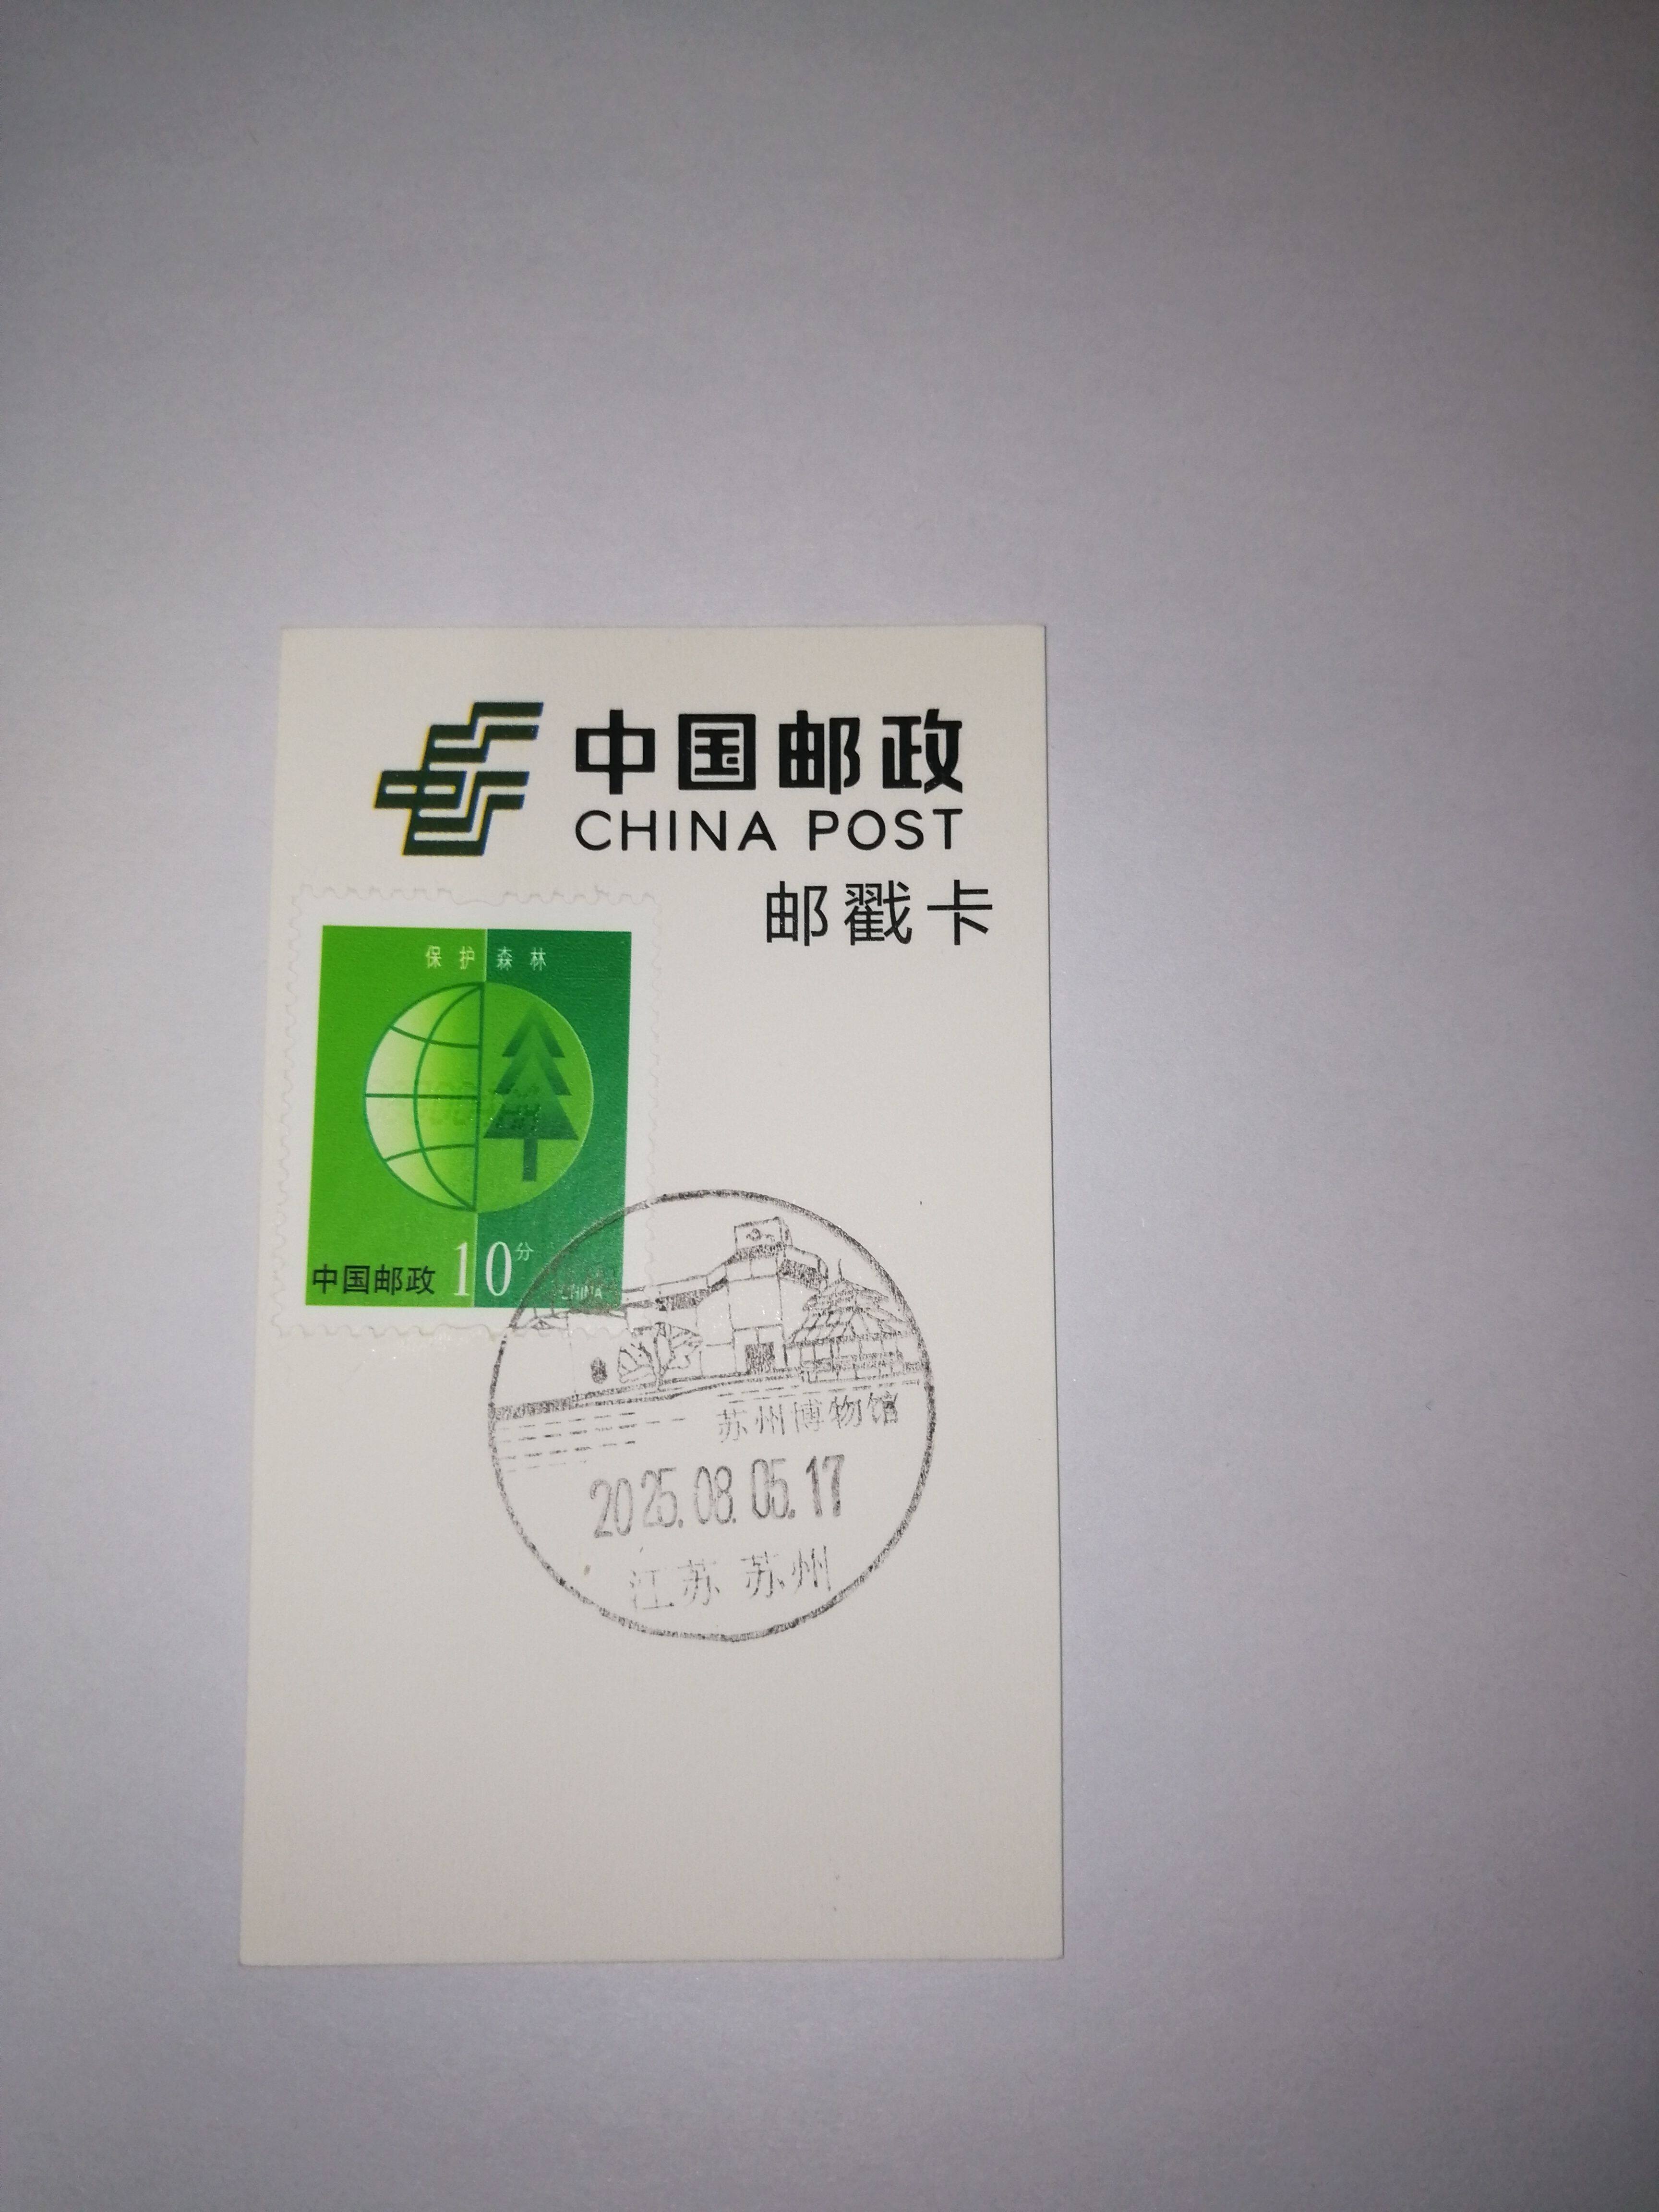 中国邮政
CHINA POST
邮戳卡
保护森林
中国邮政 10分
CHINA
苏州博物馆
2025.08.05.17
江苏 苏州